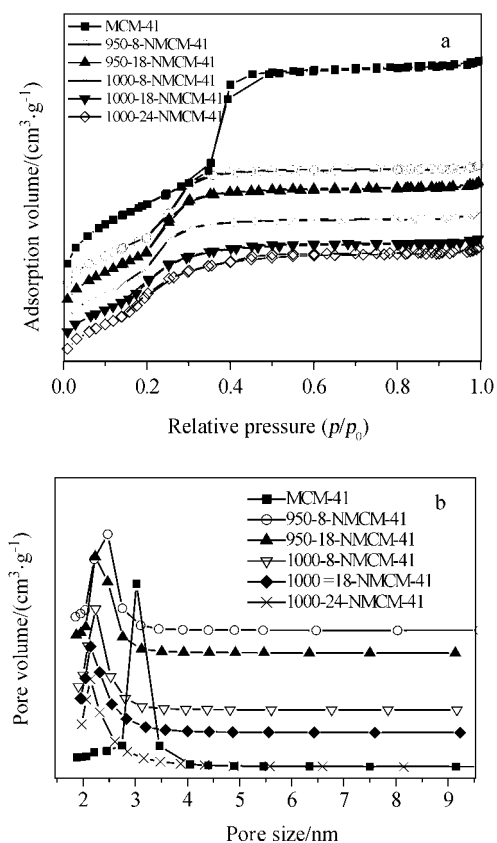 a
MCM-41
950-8-NMCM-41
950-18-NMCM-41
1000-8-NMCM-41
1000-18-NMCM-41
1000-24-NMCM-41
Adsorption volume/(cm³·g⁻¹)
0.0 0.2 0.4 0.6 0.8 1.0
Relative pressure (p/p₀)
b
MCM-41
950-8-NMCM-41
950-18-NMCM-41
1000-8-NMCM-41
1000=18-NMCM-41
1000-24-NMCM-41
Pore volume/(cm³·g⁻¹)
2 3 4 5 6 7 8 9
Pore size/nm